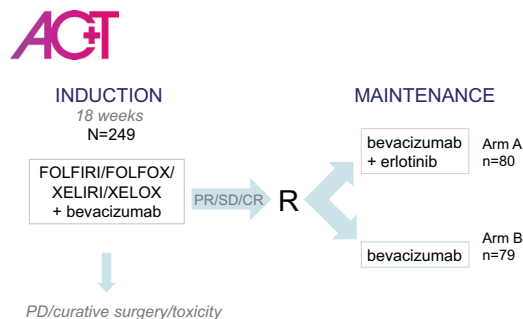 ACT
INDUCTION
18 weeks
N=249
FOLFIRI/FOLFOX/
XELIRI/XELOX
+ bevacizumab
PR/SD/CR
R
MAINTENANCE
bevacizumab
+ erlotinib
Arm A
n=80
bevacizumab
Arm B
n=79
PD/curative surgery/toxicity